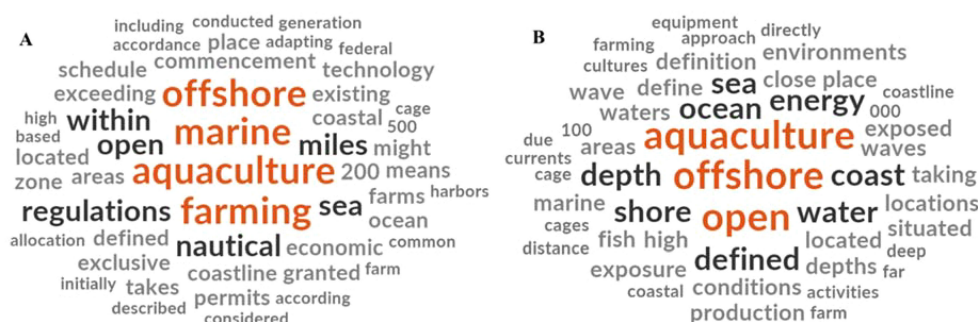 A
including conducted generation
accordance place adapting federal
schedule commencement technology
exceeding offshore existing
high within marine coastal cage
based open miles 500 might
located aquaculture 200 means
zone areas farms harbors
regulations farming sea ocean
allocation defined nautical economic common
exclusive coastline granted farm
initially takes permits according
described considered
B
equipment approach directly
farming cultures definition environments
wave define sea close place
waters ocean energy 000 coastline
due 100 areas aquaculture exposed
currents waves
cage depth offshore coast taking
marine shore open water locations
cages fish high located situated
distance defined depths deep
exposure far
coastal conditions activities
production farm